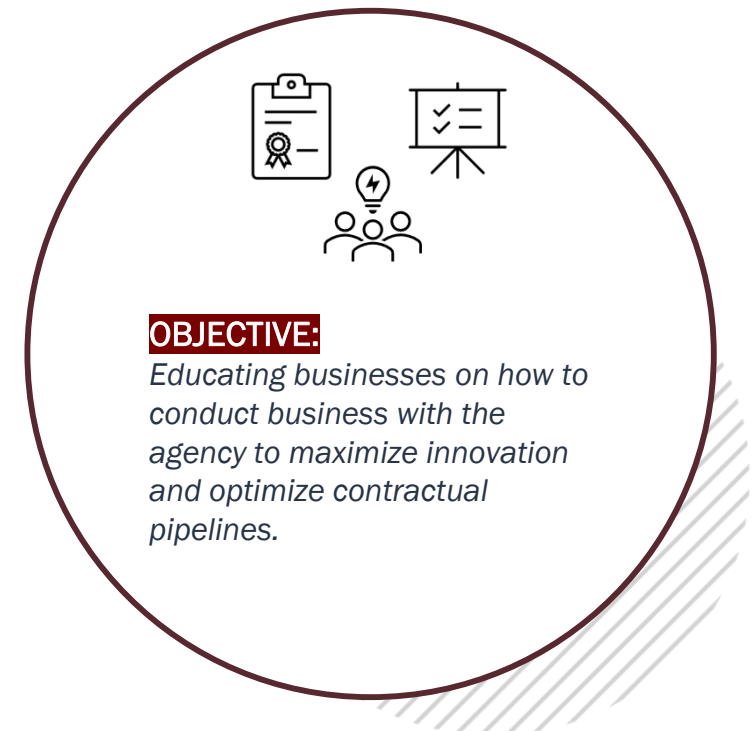 OBJECTIVE:
Educating businesses on how to
conduct business with the
agency to maximize innovation
and optimize contractual
pipelines.